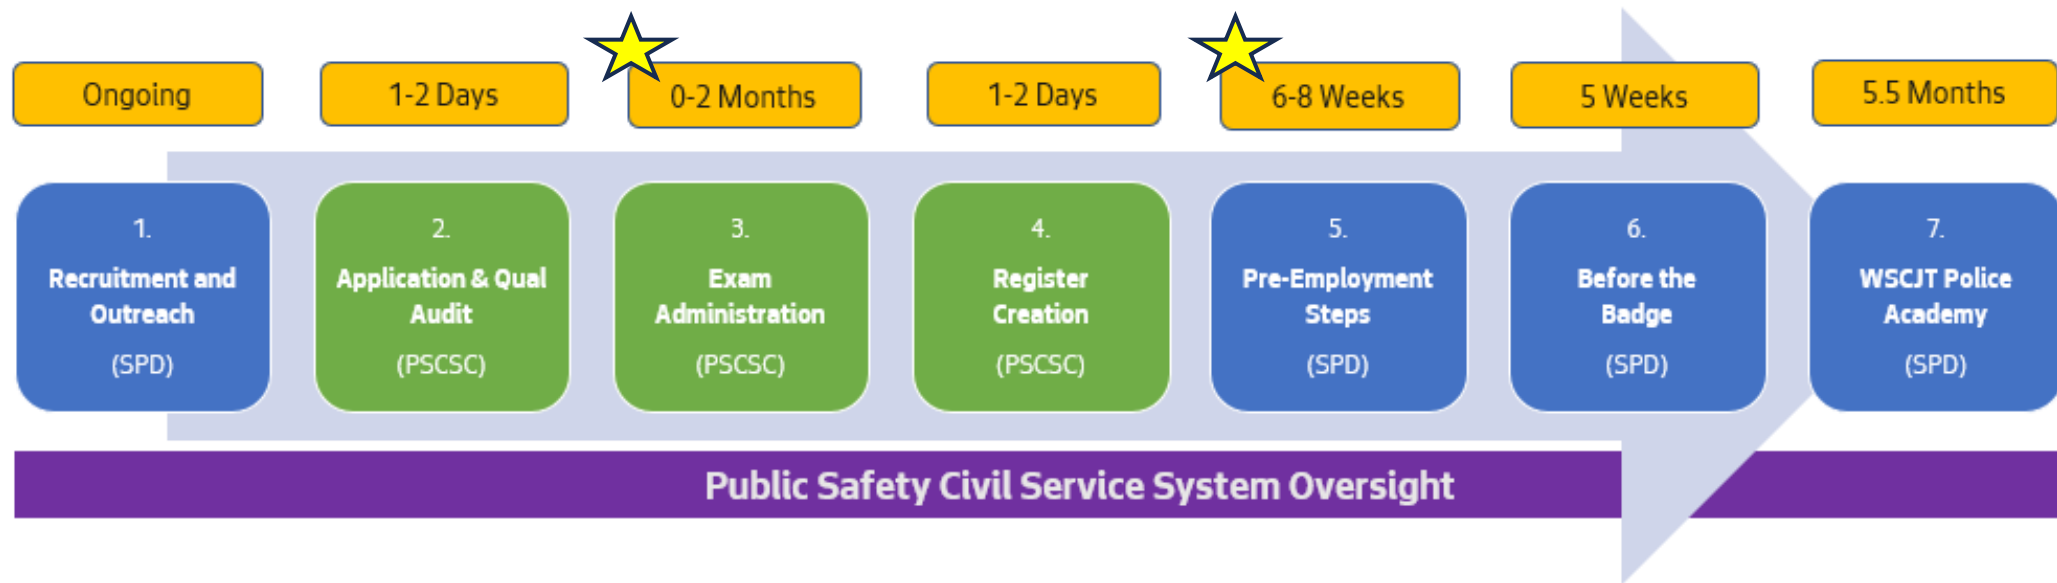 Ongoing
1-2 Days
0-2 Months
1-2 Days
6-8 Weeks
5 Weeks
5.5 Months
1.
Recruitment and
Outreach
(SPD)
2.
Application & Qual
Audit
(PSCSC)
3.
Exam
Administration
(PSCSC)
4.
Register
Creation
(PSCSC)
5.
Pre-Employment
Steps
(SPD)
6.
Before the
Badge
(SPD)
7.
WSCJT Police
Academy
(SPD)
Public Safety Civil Service System Oversight